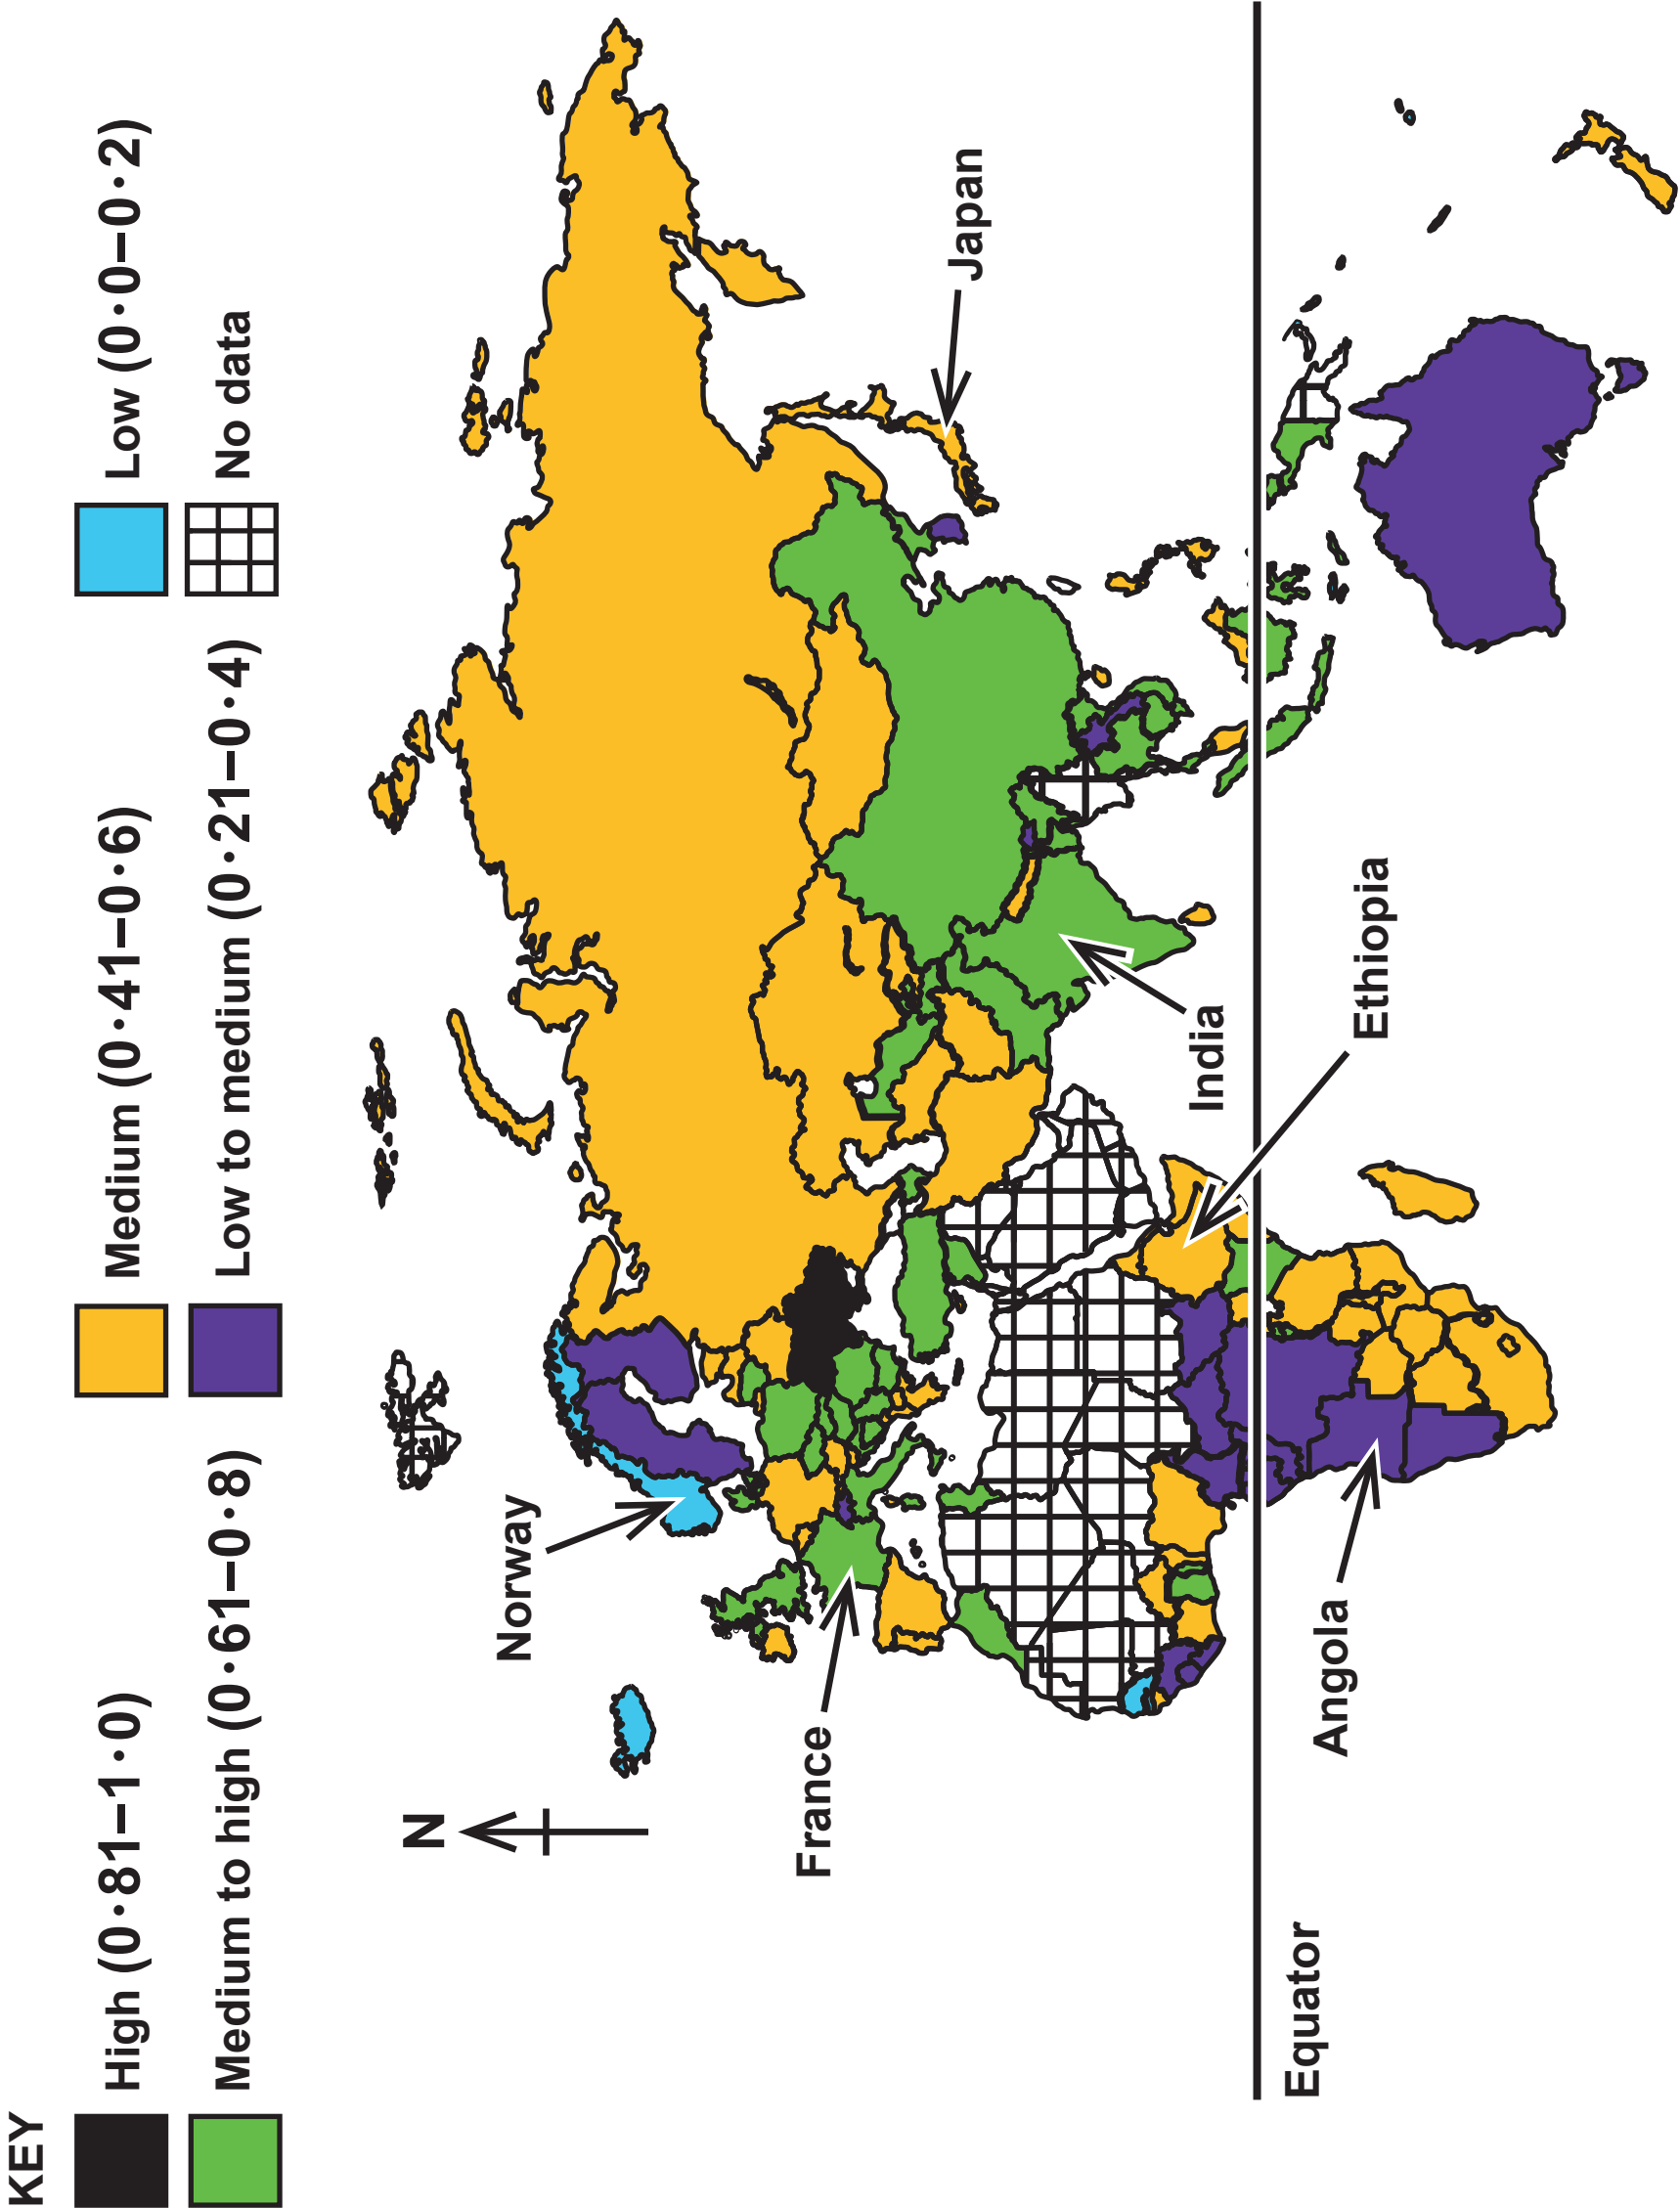 KEY
High (0·81–1·0)
Medium (0·41–0·6)
Low (0·0–0·2)
Medium to high (0·61–0·8)
Low to medium (0·21–0·4)
No data
N
Norway
France
Japan
India
Ethiopia
Equator
Angola